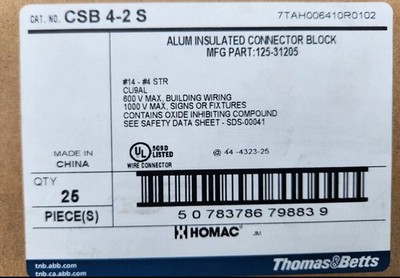 CAT. NO. CSB 4-2 S 7TAH006410R0102
ALUM INSULATED CONNECTOR BLOCK
MFG PART:125-31205
#14 - #4 STR
CU9AL
600 V MAX, BUILDING WIRING
1000 V MAX, SIGNS OR FIXTURES
CONTAINS OXIDE INHIBITING COMPOUND
SEE SAFETY DATA SHEET - SDS-00041
MADE IN
CHINA
UL
909D
LISTED
WIRE CONNECTOR
@ 44-4323-25
QTY
25
PIECE(S)
5 0 783786 79883 9
HOMAC JM
tnb.abb.com
tnb.ca.abb.com
Thomas&Betts